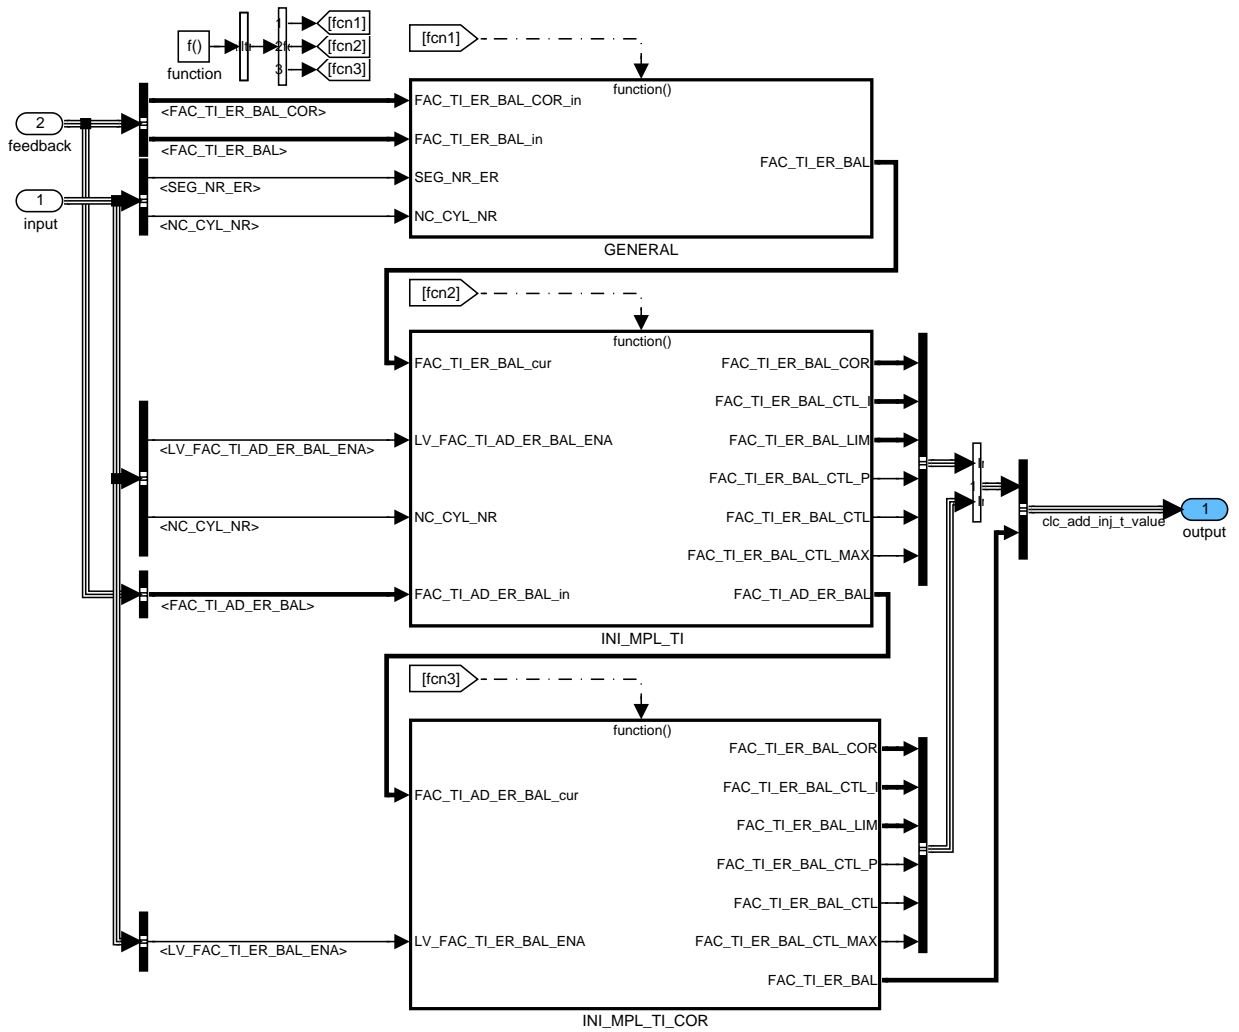 f()
function
1
2
3
[fcn1]
[fcn2]
[fcn3]
[fcn1]
function()
2
feedback
<FAC_TI_ER_BAL_COR>
FAC_TI_ER_BAL_COR_in
<FAC_TI_ER_BAL>
FAC_TI_ER_BAL_in
FAC_TI_ER_BAL
1
input
<SEG_NR_ER>
SEG_NR_ER
<NC_CYL_NR>
NC_CYL_NR
GENERAL
[fcn2]
function()
FAC_TI_ER_BAL_cur
FAC_TI_ER_BAL_COR
FAC_TI_ER_BAL_CTL_I
<LV_FAC_TI_AD_ER_BAL_ENA>
LV_FAC_TI_AD_ER_BAL_ENA
FAC_TI_ER_BAL_LIM
FAC_TI_ER_BAL_CTL_P
<NC_CYL_NR>
NC_CYL_NR
FAC_TI_ER_BAL_CTL
FAC_TI_ER_BAL_CTL_MAX
<FAC_TI_AD_ER_BAL>
FAC_TI_AD_ER_BAL_in
FAC_TI_AD_ER_BAL
INI_MPL_TI
1
clc_add_inj_t_value
1
output
[fcn3]
function()
FAC_TI_ER_BAL_COR
FAC_TI_ER_BAL_CTL_I
FAC_TI_AD_ER_BAL_cur
FAC_TI_ER_BAL_LIM
FAC_TI_ER_BAL_CTL_P
FAC_TI_ER_BAL_CTL
<LV_FAC_TI_ER_BAL_ENA>
LV_FAC_TI_ER_BAL_ENA
FAC_TI_ER_BAL_CTL_MAX
FAC_TI_ER_BAL
INI_MPL_TI_COR